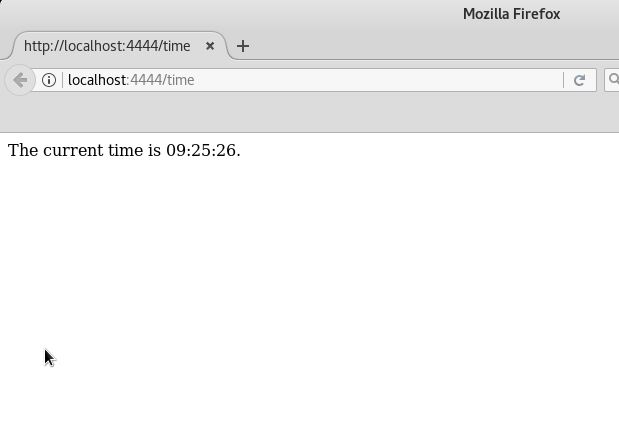 Mozilla Firefox
http://localhost:4444/time
localhost:4444/time
The current time is 09:25:26.